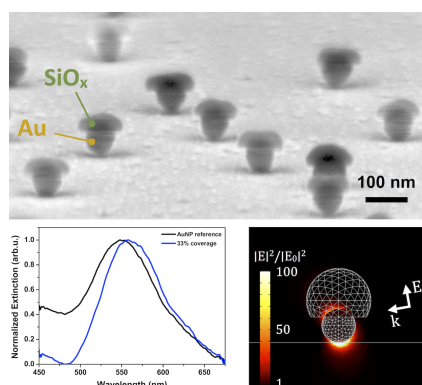 SiOx
Au
100 nm
Normalized Extinction (arb.u.)
1.0
0.8
0.6
0.4
0.2
0.0
AuNP reference
33% coverage
450
500
550
600
650
Wavelength (nm)
|E|²/|E₀|²
100
50
1
E
k